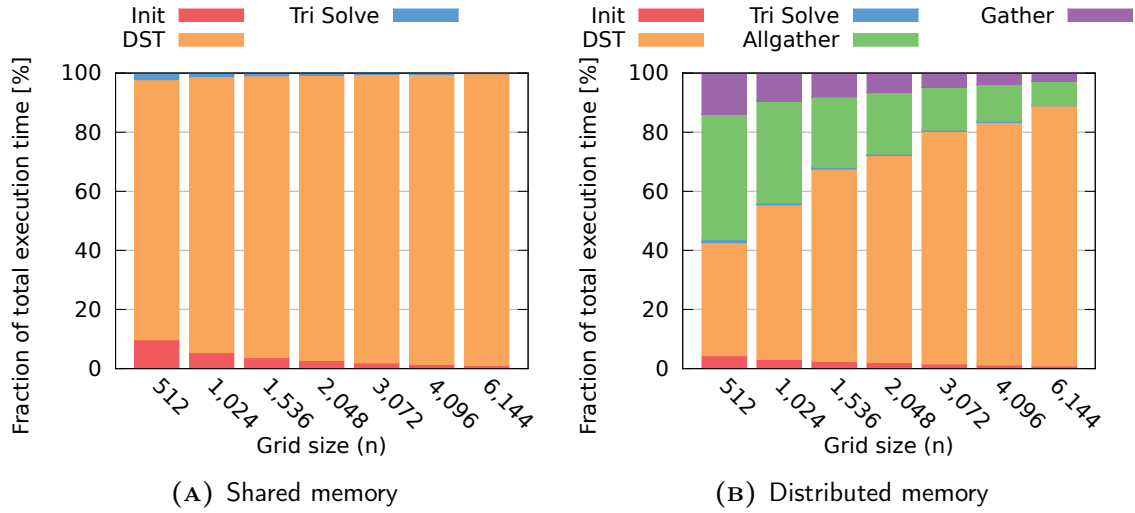 Init
Tri Solve
DST
Fraction of total execution time [%]
100
80
60
40
20
0
512
1,024
1,536
2,048
3,072
4,096
6,144
Grid size (n)
(A) Shared memory
Init
Tri Solve
Gather
DST
Allgather
Fraction of total execution time [%]
100
80
60
40
20
0
512
1,024
1,536
2,048
3,072
4,096
6,144
Grid size (n)
(B) Distributed memory